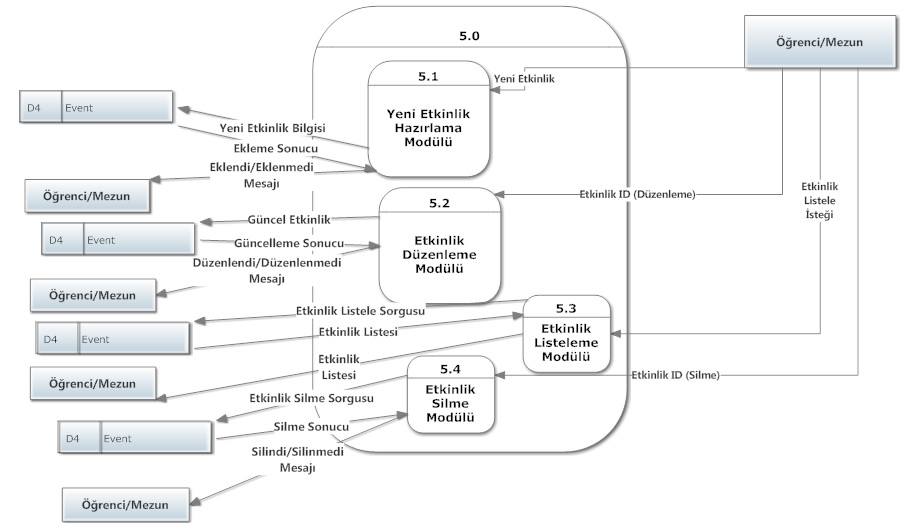 5.0
Öğrenci/Mezun
5.1
Yeni Etkinlik
Hazırlama
Modülü
Yeni Etkinlik
D4 Event
Yeni Etkinlik Bilgisi
Ekleme Sonucu
Eklendi/Eklenmedi
Mesajı
Öğrenci/Mezun
5.2
Etkinlik
Düzenleme
Modülü
Etkinlik ID (Düzenleme)
Etkinlik
Listele
İsteği
D4 Event
Güncel Etkinlik
Güncelleme Sonucu
Düzenlendi/Düzenlenmedi
Mesajı
Öğrenci/Mezun
5.3
Etkinlik
Listeleme
Modülü
Etkinlik Listele Sorgusu
D4 Event
Etkinlik Listesi
Etkinlik
Listesi
Öğrenci/Mezun
5.4
Etkinlik
Silme
Modülü
Etkinlik ID (Silme)
Etkinlik Silme Sorgusu
D4 Event
Silme Sonucu
Silindi/Silinmedi
Mesajı
Öğrenci/Mezun